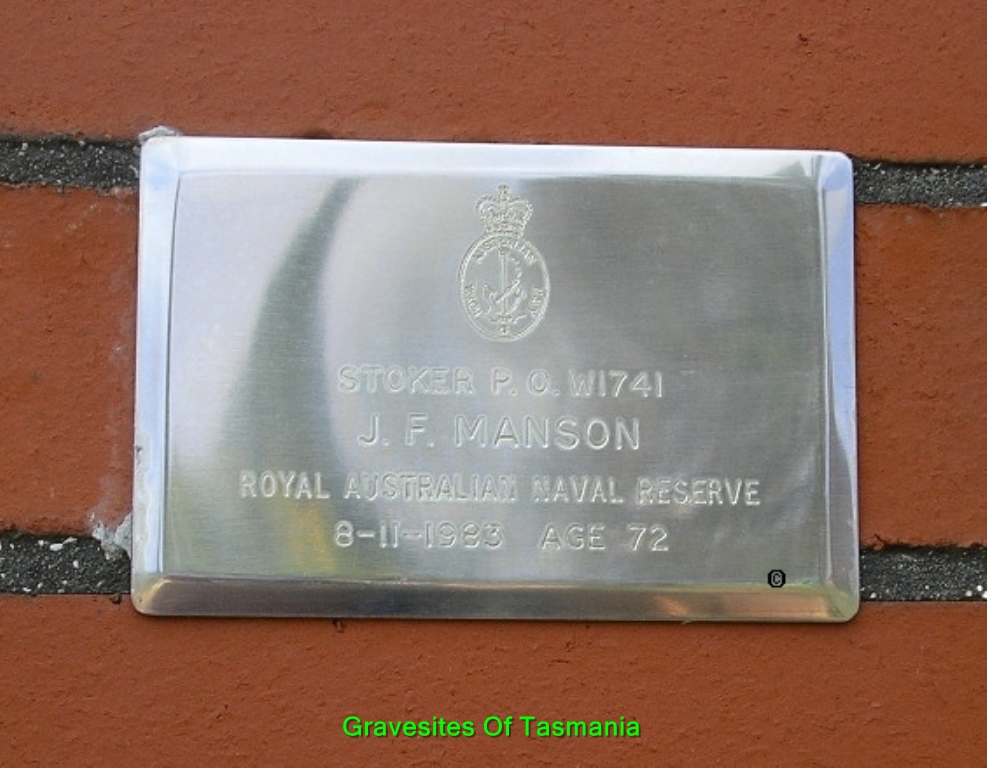 STOKER P. O. W1741
J. F. MANSON
ROYAL AUSTRALIAN NAVAL RESERVE
8-11-1983 AGE 72
©
Gravesites Of Tasmania